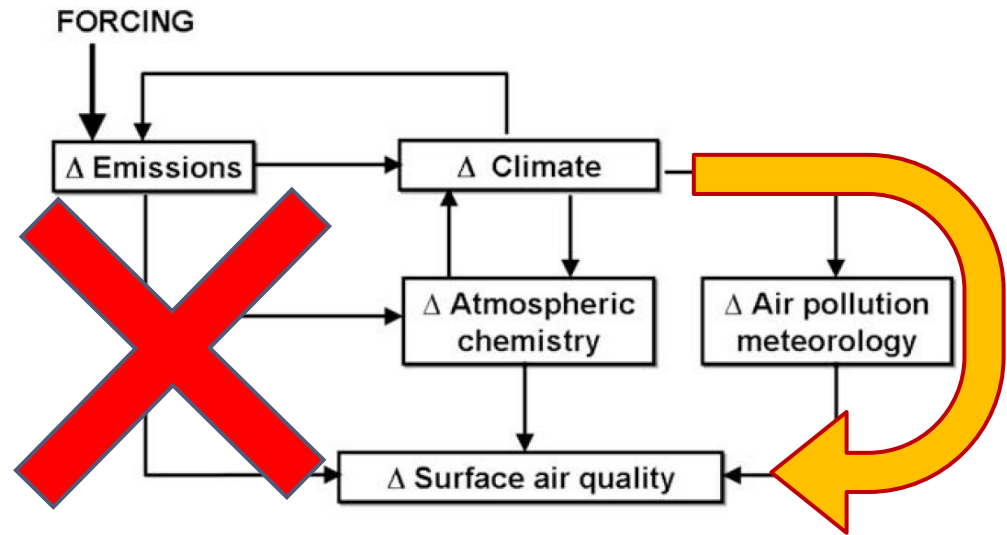 FORCING
Δ Emissions
Δ Climate
Δ Atmospheric
chemistry
Δ Air pollution
meteorology
Δ Surface air quality